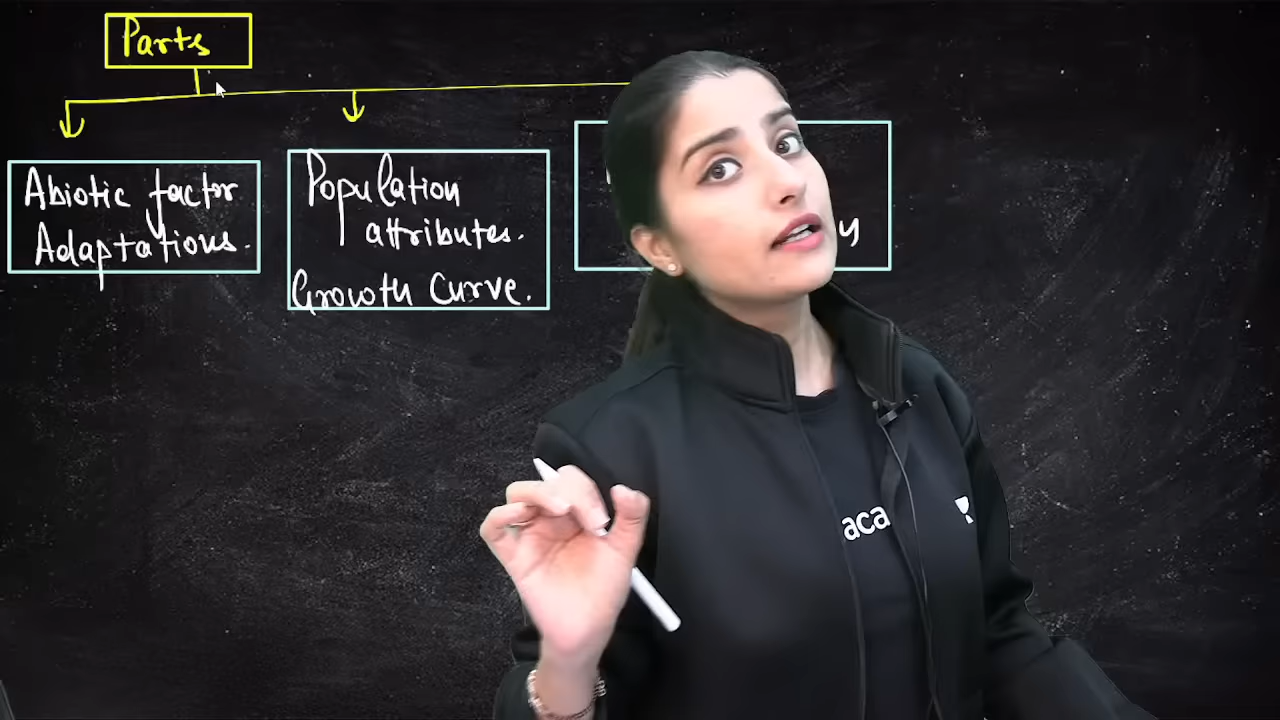 Parts
Abiotic factor
Adaptations.
Population
attributes.
Growth Curve.
y
aca